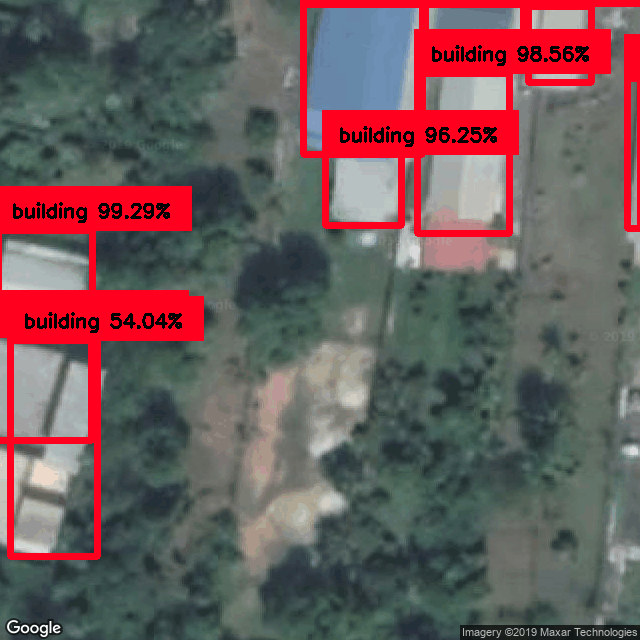 building 98.56%
building 96.25%
building 99.29%
building 54.04%
Google
Imagery ©2019 Maxar Technologies